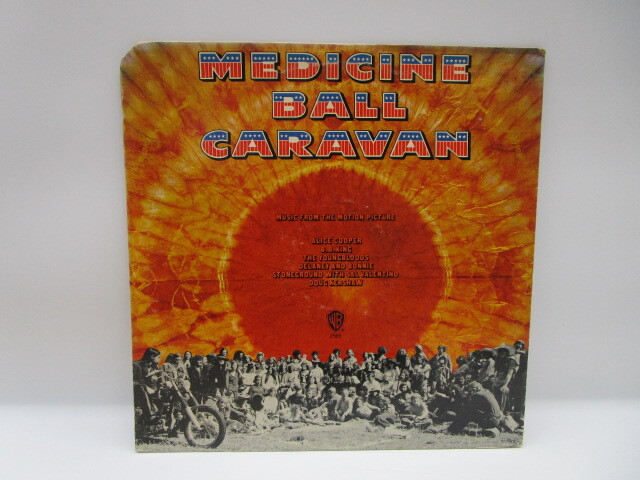 MEDICINE
BALL
CARAVAN
MUSIC FROM THE MOTION PICTURE
ALICE COOPER
B.B. KING
THE YOUNGBLOODS
DELANEY AND BONNIE
STONEGROUND WITH SAL VALENTINO
DOUG KERSHAW
WB